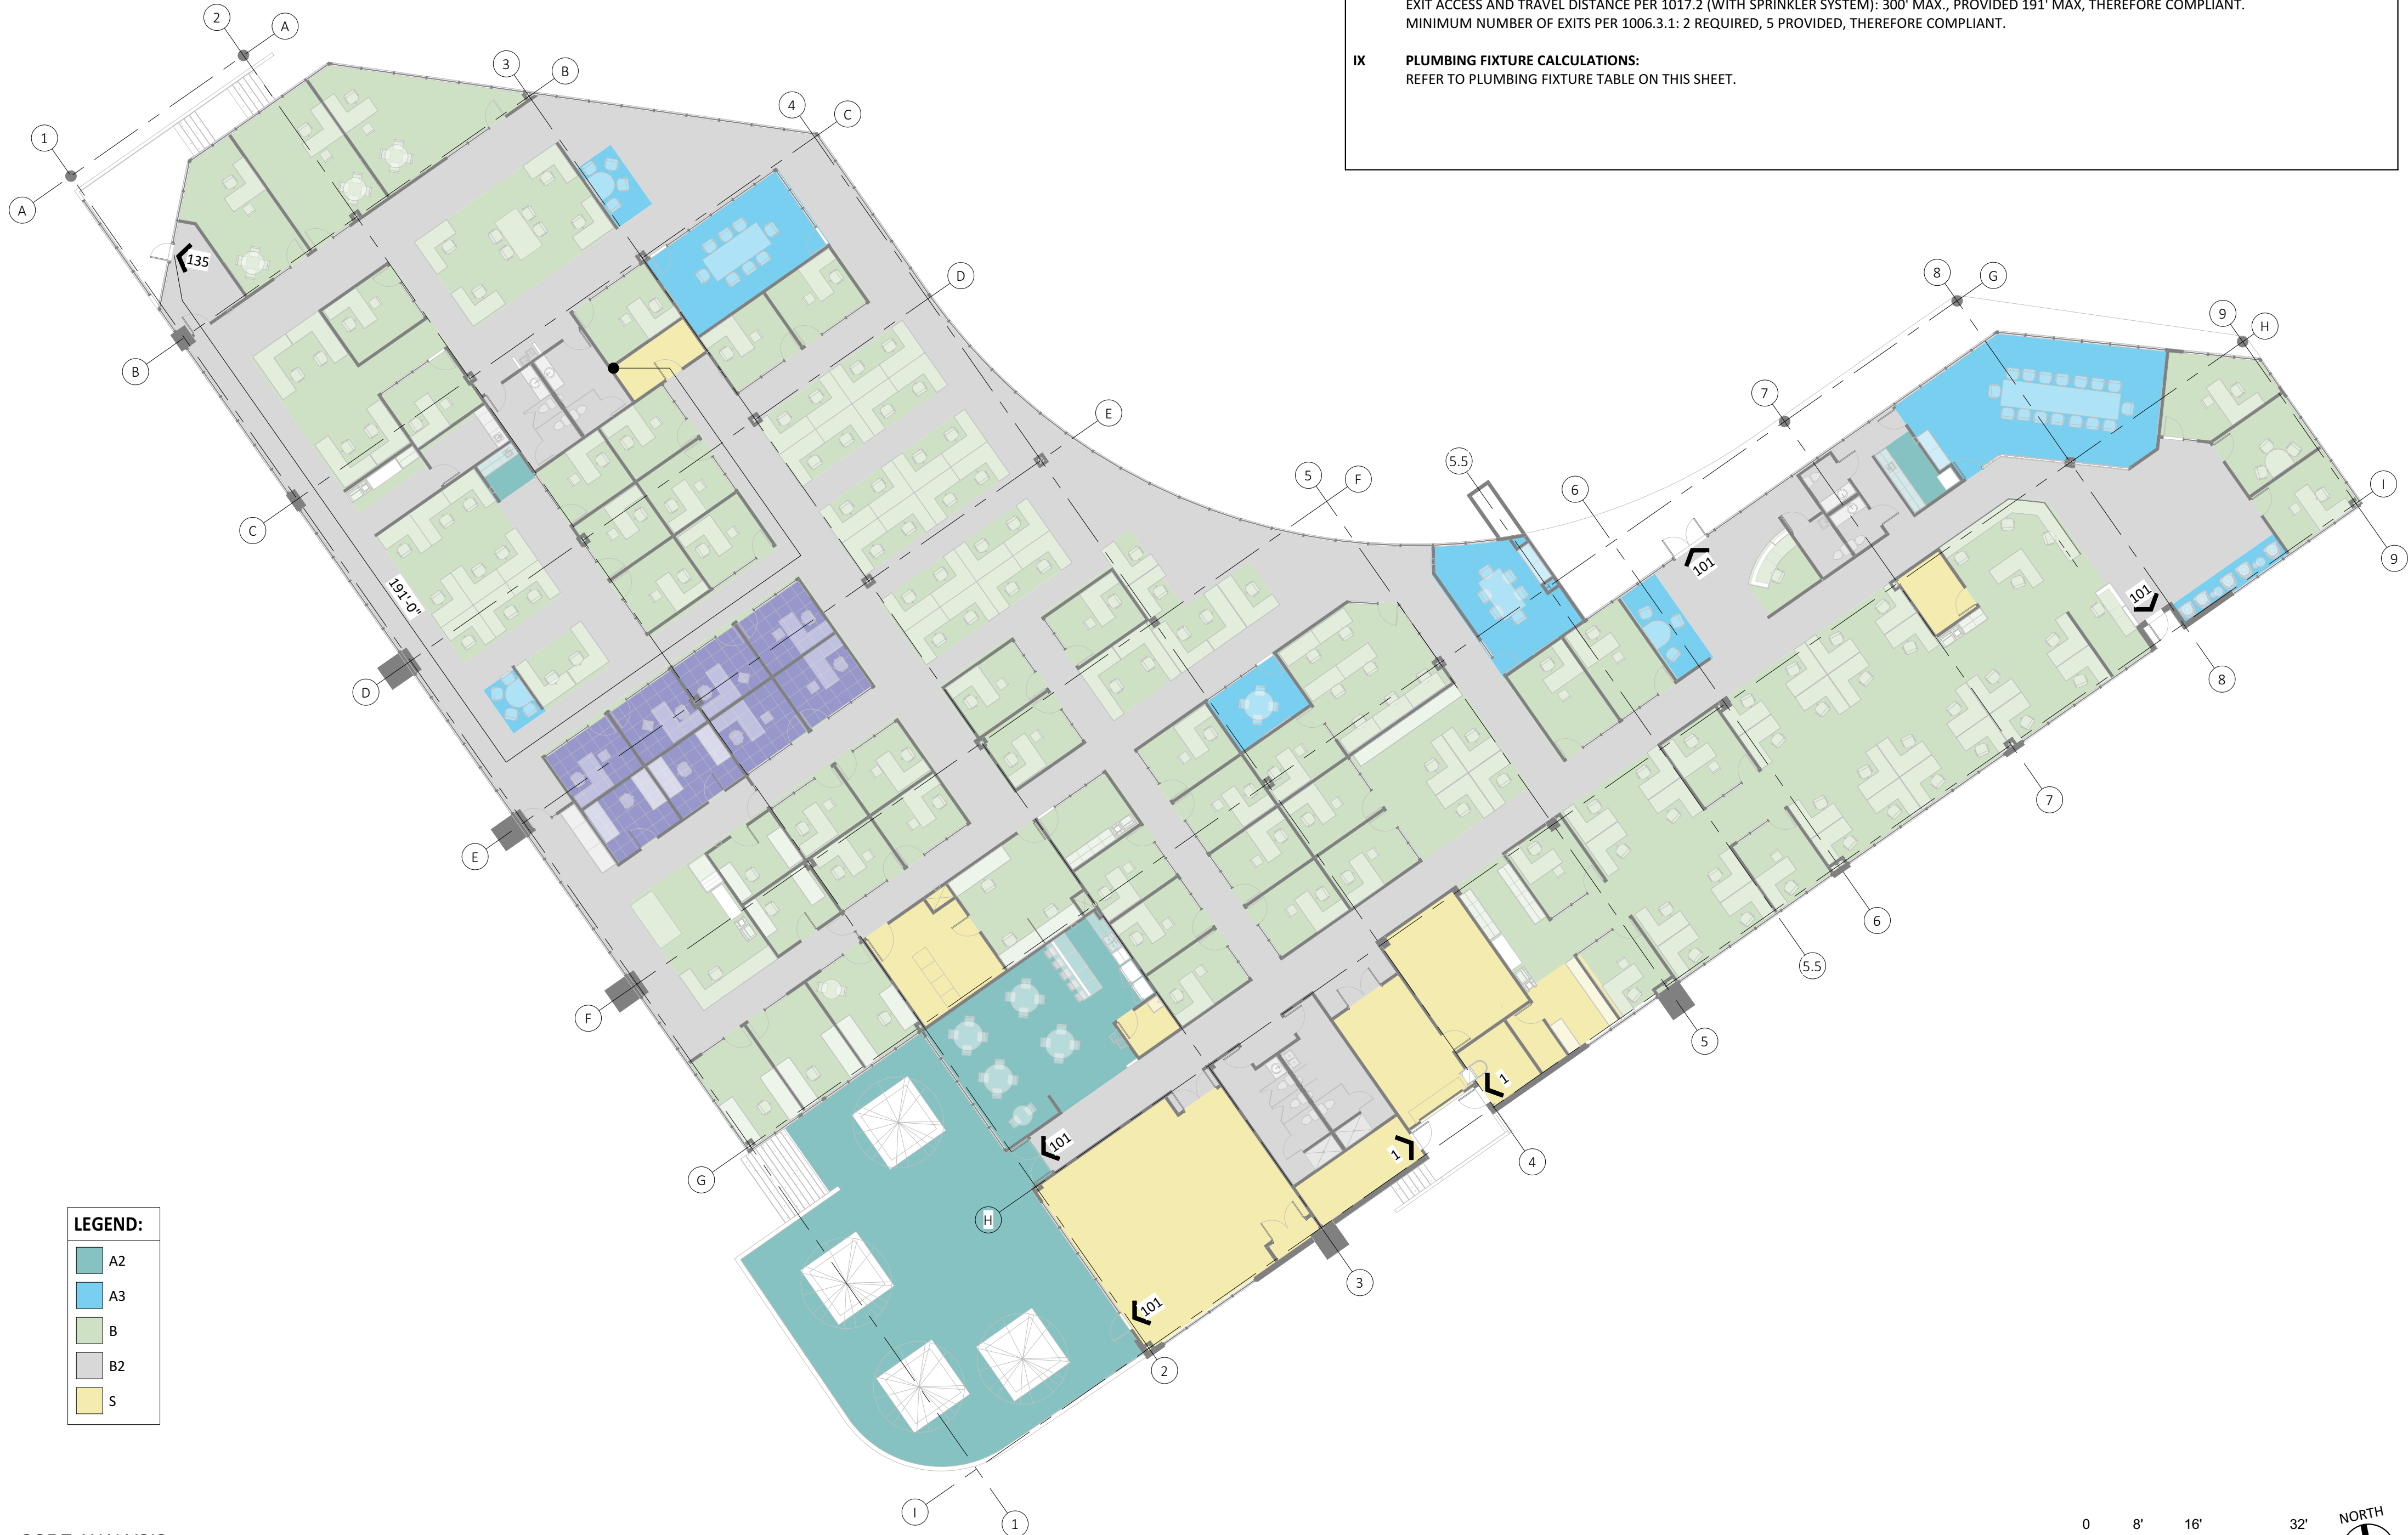 EXIT ACCESS AND TRAVEL DISTANCE PER 1017.2 (WITH SPRINKLER SYSTEM): 300' MAX., PROVIDED 191' MAX, THEREFORE COMPLIANT.
MINIMUM NUMBER OF EXITS PER 1006.3.1: 2 REQUIRED, 5 PROVIDED, THEREFORE COMPLIANT.
IX PLUMBING FIXTURE CALCULATIONS:
REFER TO PLUMBING FIXTURE TABLE ON THIS SHEET.
2
A
3
B
4
C
1
A
135
D
8
G
9
H
B
7
E
5
F
5.5
6
I
C
9
101
191'-0"
101
D
8
7
E
6
5.5
F
5
1
101
1
4
G
H
3
101
2
I
1
LEGEND:
A2
A3
B
B2
S
0 8' 16' 32'
NORTH